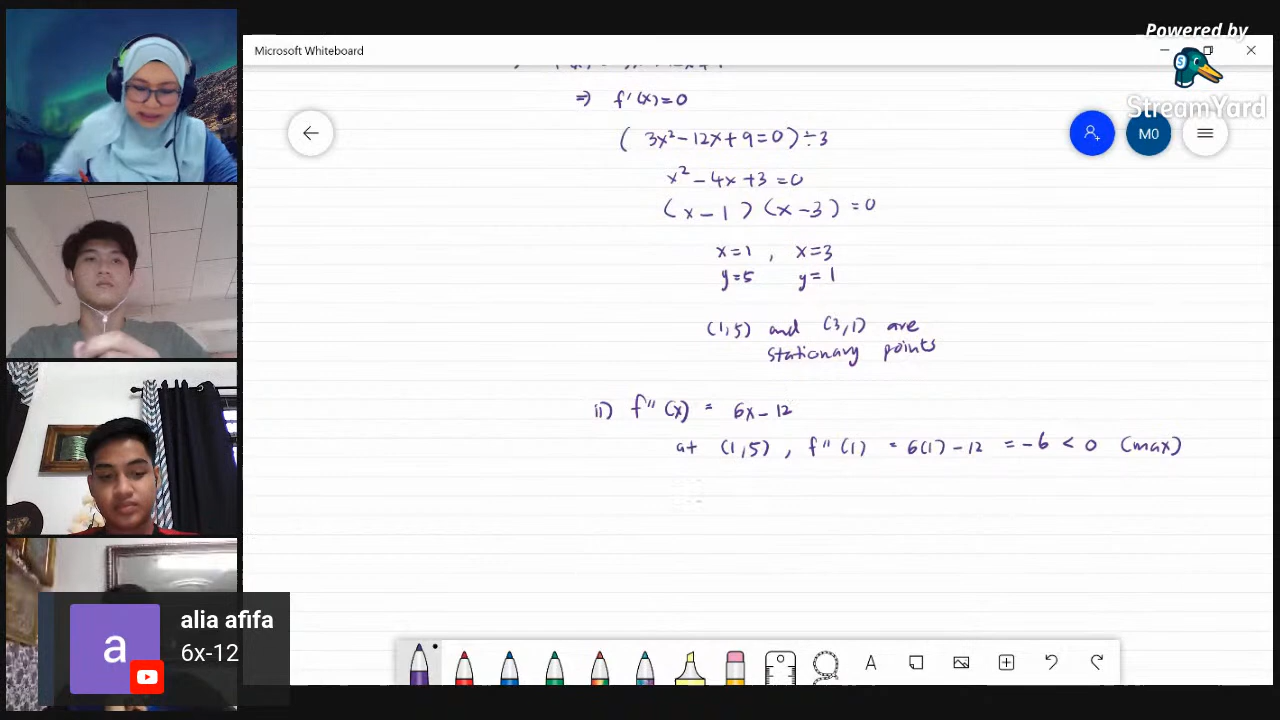 Powered by
StreamYard
Microsoft Whiteboard
M0
⇒ f'(x)=0
(3x²-12x+9=0)÷3
x²-4x+3=0
(x-1)(x-3)=0
x=1, x=3
y=5 y=1
(1,5) and (3,1) are
stationary points
ii) f''(x) = 6x-12
at (1,5), f''(1) = 6(1)-12 = -6 < 0 (max)
A
a
alia afifa
6x-12